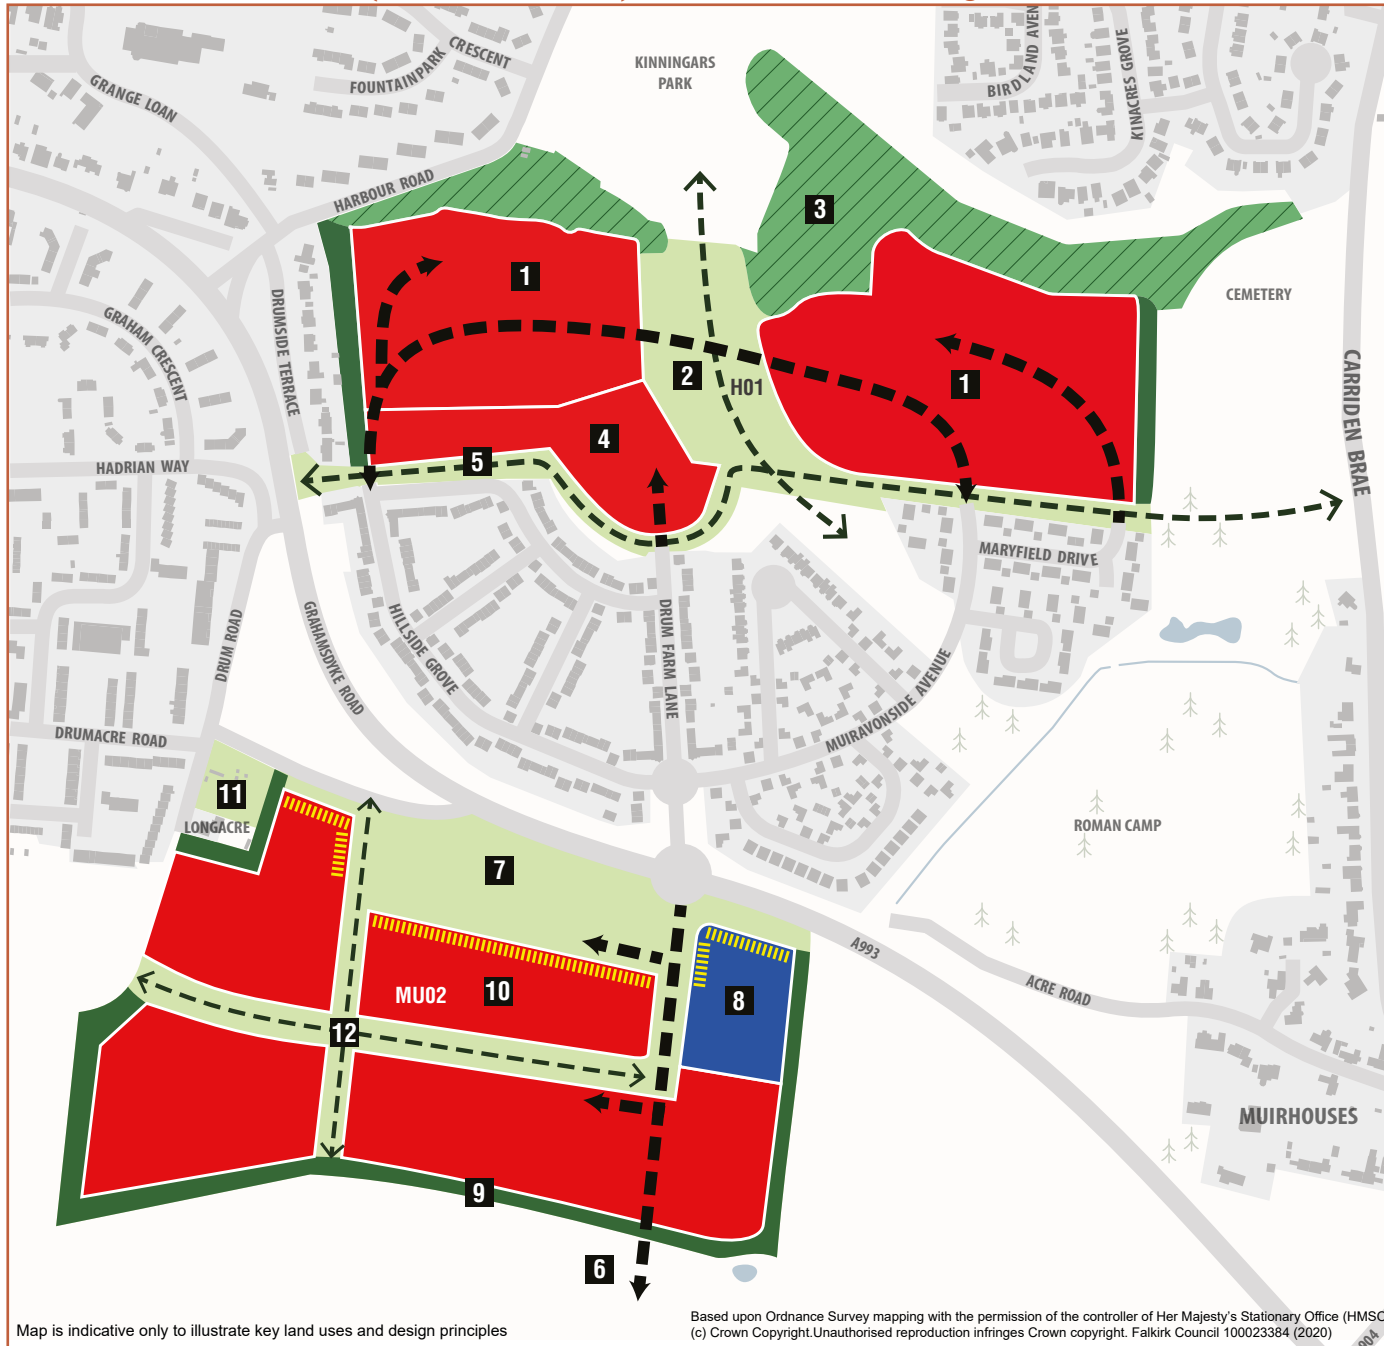 KINNINGARS
PARK
CRESCENT
FOUNTAINPARK
GRANGE LOAN
BIRDLAND AVEN
KINACRES GROVE
HARBOUR ROAD
3
1
CEMETERY
DRUMSIDE TERRACE
GRAHAM CRESCENT
2
H01
1
CARRIDEN BRAE
4
5
HADRIAN WAY
MARYFIELD DRIVE
DRUM ROAD
GRAHAMSDYKE ROAD
HILLSIDE GROVE
DRUM FARM LANE
MUIRAVONSIDE AVENUE
DRUMACRE ROAD
11
LONGACRE
ROMAN CAMP
7
A993
MU02
10
8
ACRE ROAD
12
MUIRHOUSES
9
6
Map is indicative only to illustrate key land uses and design principles
Based upon Ordnance Survey mapping with the permission of the controller of Her Majesty's Stationary Office (HMSO
(c) Crown Copyright.Unauthorised reproduction infringes Crown copyright. Falkirk Council 100023384 (2020)
904